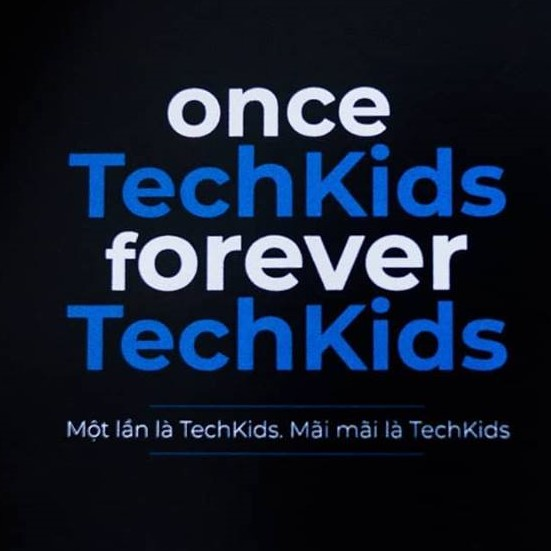 once
TechKids
forever
TechKids
Một lần là TechKids. Mãi mãi là TechKids